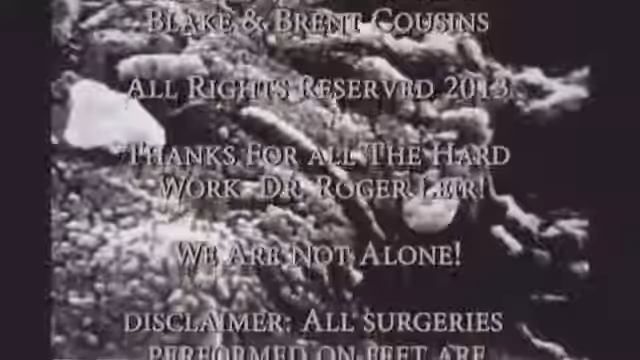 BLAKE & BRENT COUSINS
ALL RIGHTS RESERVED 2013
THANKS FOR ALL THE HARD
WORK DR. ROGER LEIR!
WE ARE NOT ALONE!
DISCLAIMER: ALL SURGERIES
PERFORMED ON FEET ARE